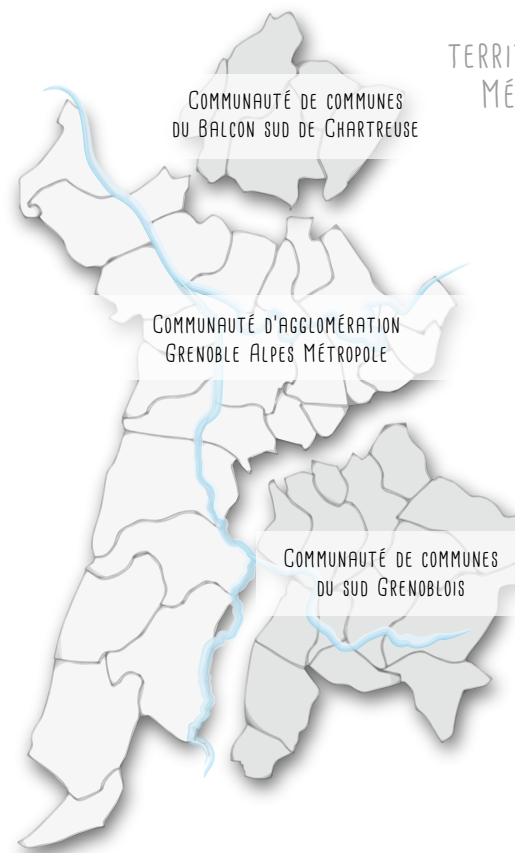 Communauté de communes
du Balcon sud de Chartreuse
Communauté d'agglomération
Grenoble Alpes Métropole
Communauté de communes
du sud Grenoblois